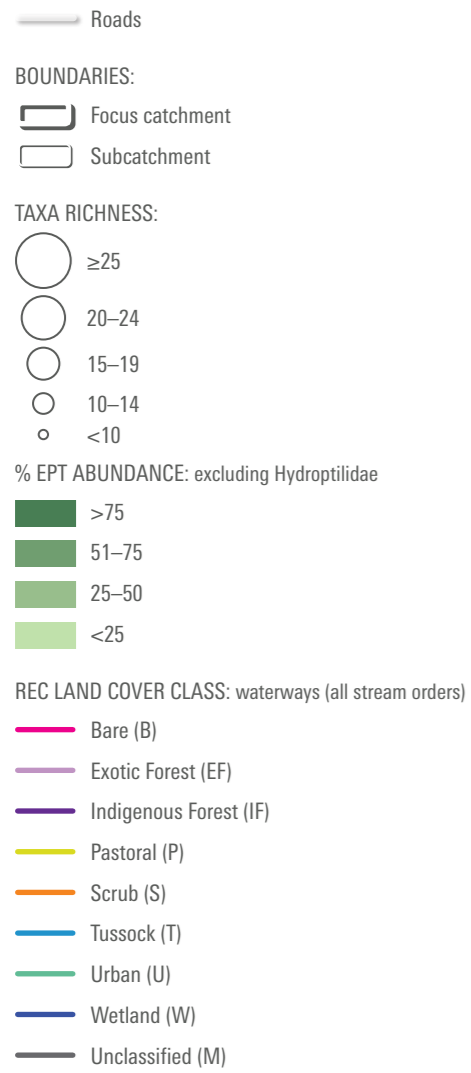 Roads
BOUNDARIES:
Focus catchment
Subcatchment
TAXA RICHNESS:
≥25
20–24
15–19
10–14
<10
% EPT ABUNDANCE: excluding Hydroptilidae
>75
51–75
25–50
<25
REC LAND COVER CLASS: waterways (all stream orders)
Bare (B)
Exotic Forest (EF)
Indigenous Forest (IF)
Pastoral (P)
Scrub (S)
Tussock (T)
Urban (U)
Wetland (W)
Unclassified (M)